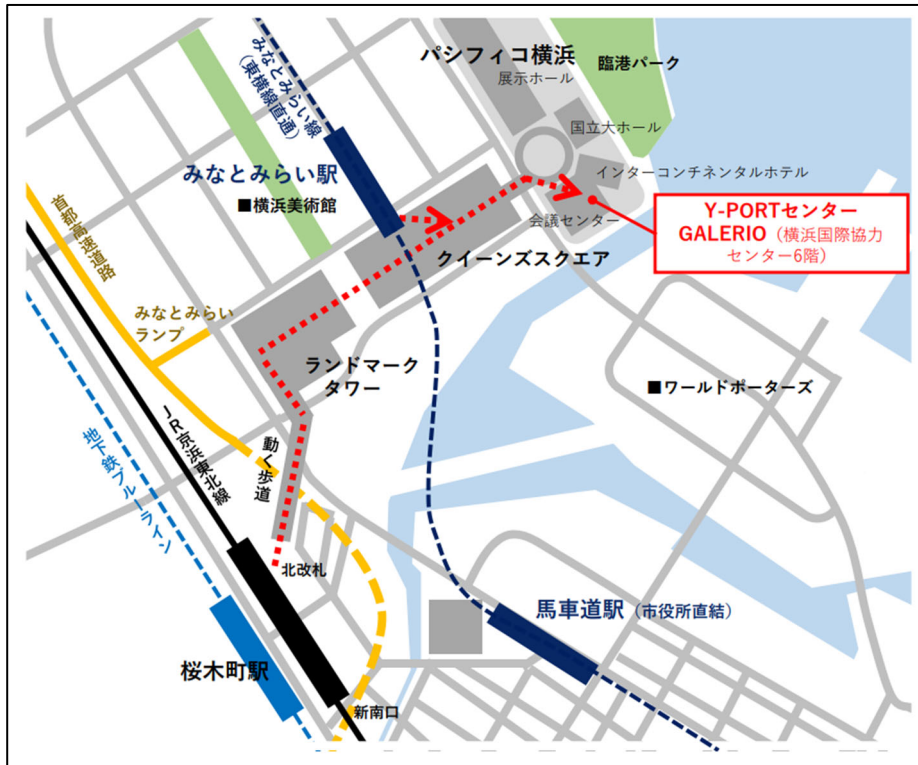 みなとみらい線
（東横線直通）
パシフィコ横浜
展示ホール
臨港パーク
国立大ホール
インターコンチネンタルホテル
みなとみらい駅
■横浜美術館
会議センター
Y-PORTセンター
GALERIO（横浜国際協力
センター6階）
首都高速道路
クイーンズスクエア
みなとみらい
ランプ
ランドマーク
タワー
■ワールドポーターズ
JR京浜東北線
動く歩道
地下鉄ブルーライン
北改札
馬車道駅（市役所直結）
桜木町駅
新南口